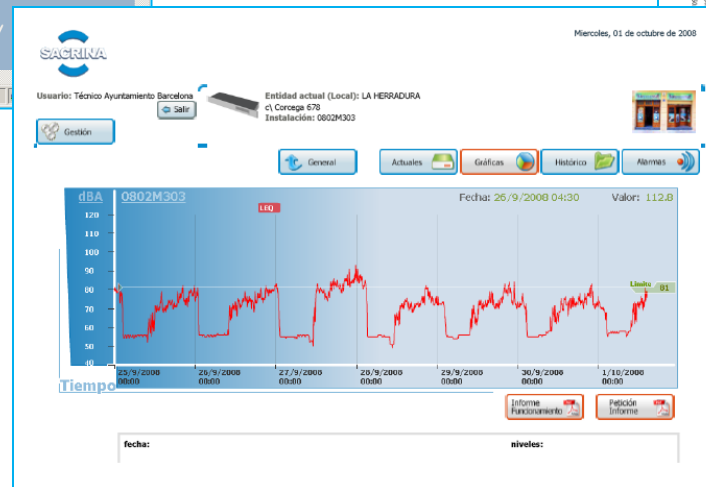 Miercoles, 01 de octubre de 2008
SACRINA
Usuario: Técnico Ayuntamiento Barcelona
Salir
Entidad actual (Local): LA HERRADURA
c\ Corcega 678
Instalación: 0802M303
Gestión
General
Actuales
Gráficas
Histórico
Alarmas
dBA
0802M303
LEQ
Fecha: 26/9/2008 04:30
Valor: 112.8
120
110
100
90
80
70
60
50
40
Límite 81
25/9/2008 26/9/2008 27/9/2008 28/9/2008 29/9/2008 30/9/2008 1/10/2008
00:00 00:00 00:00 00:00 00:00 00:00 00:00
Tiempo
Informe
Funcionamiento
Petición
Informe
fecha:
niveles: